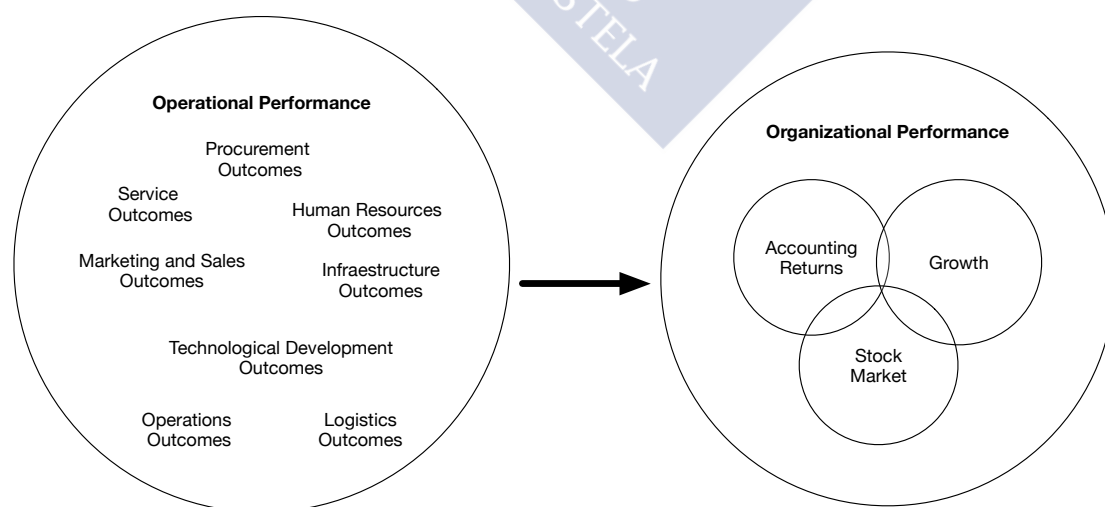 STELA
Operational Performance
Procurement
Outcomes
Service
Outcomes
Human Resources
Outcomes
Marketing and Sales
Outcomes
Infraestructure
Outcomes
Technological Development
Outcomes
Operations
Outcomes
Logistics
Outcomes
Organizational Performance
Accounting
Returns
Growth
Stock
Market